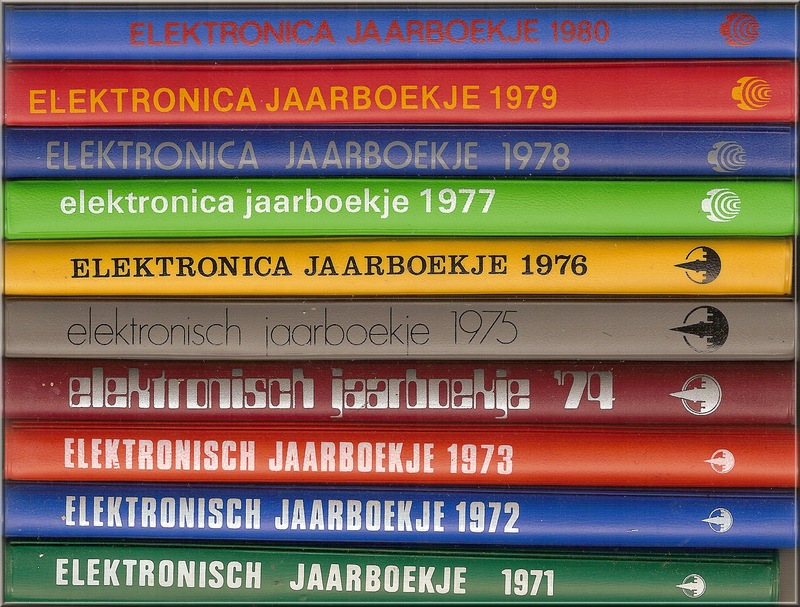 ELEKTRONICA JAARBOEKJE 1980
ELEKTRONICA JAARBOEKJE 1979
ELEKTRONICA JAARBOEKJE 1978
elektronica jaarboekje 1977
ELEKTRONICA JAARBOEKJE 1976
elektronisch jaarboekje 1975
elektronisch jaarboekje '74
ELEKTRONISCH JAARBOEKJE 1973
ELEKTRONISCH JAARBOEKJE 1972
ELEKTRONISCH JAARBOEKJE 1971